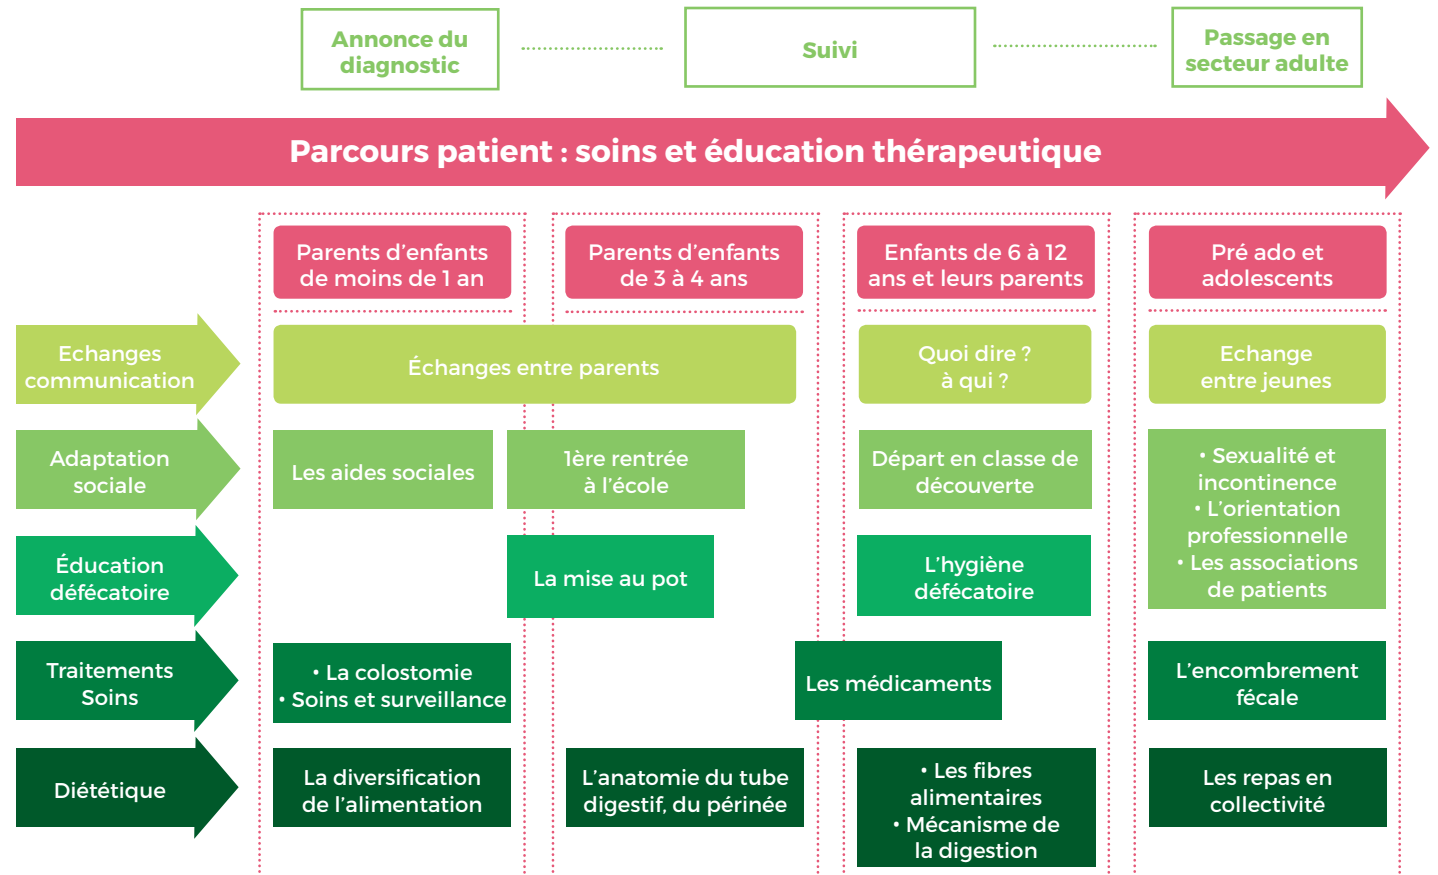 Annonce du
diagnostic
Suivi
Passage en
secteur adulte
Parcours patient : soins et éducation thérapeutique
Parents d’enfants
de moins de 1 an
Parents d’enfants
de 3 à 4 ans
Enfants de 6 à 12
ans et leurs parents
Pré ado et
adolescents
Echanges
communication
Échanges entre parents
Quoi dire ?
à qui ?
Echange
entre jeunes
Adaptation
sociale
Les aides sociales
1ère rentrée
à l’école
Départ en classe de
découverte
• Sexualité et
incontinence
• L’orientation
professionnelle
• Les associations
de patients
Éducation
défécatoire
La mise au pot
L’hygiène
défécatoire
Traitements
Soins
• La colostomie
• Soins et surveillance
Les médicaments
L’encombrement
fécale
Diététique
La diversification
de l’alimentation
L’anatomie du tube
digestif, du périnée
• Les fibres
alimentaires
• Mécanisme de
la digestion
Les repas en
collectivité